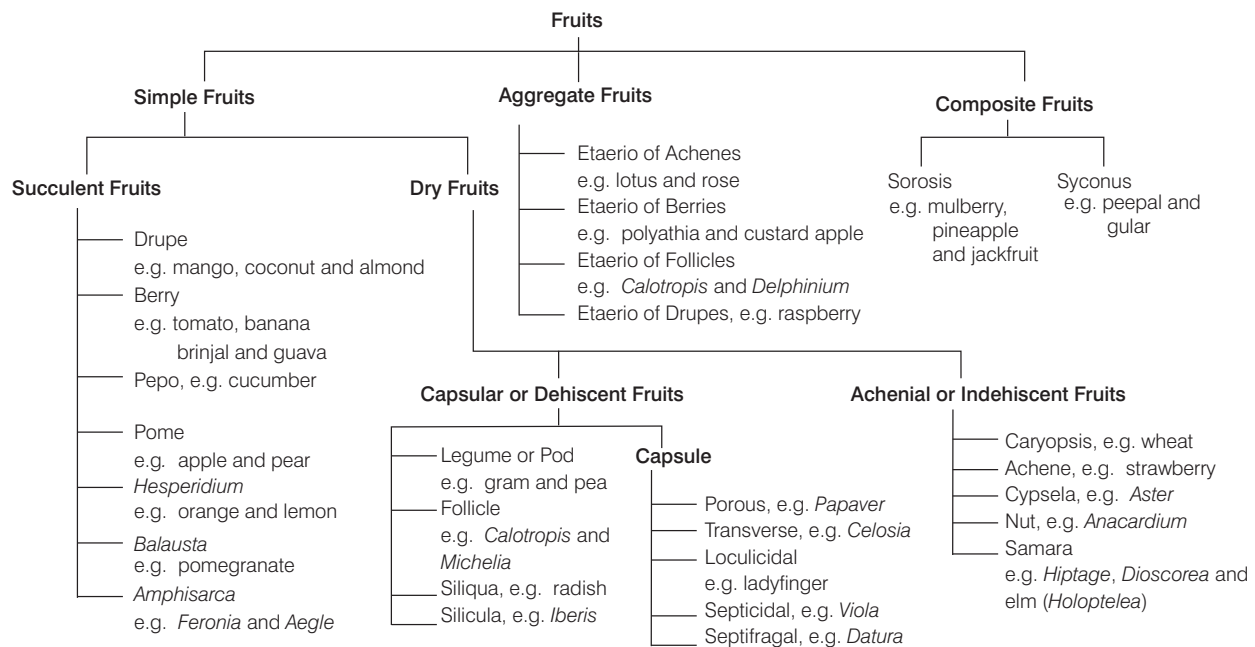 Fruits
Simple Fruits
Aggregate Fruits
Composite Fruits
Succulent Fruits
Drupe
e.g. mango, coconut and almond
Berry
e.g. tomato, banana
brinjal and guava
Pepo, e.g. cucumber
Pome
e.g. apple and pear
Hesperidium
e.g. orange and lemon
Balausta
e.g. pomegranate
Amphisarca
e.g. Feronia and Aegle
Dry Fruits
Etaerio of Achenes
e.g. lotus and rose
Etaerio of Berries
e.g. polyathia and custard apple
Etaerio of Follicles
e.g. Calotropis and Delphinium
Etaerio of Drupes, e.g. raspberry
Sorosis
e.g. mulberry,
pineapple
and jackfruit
Syconus
e.g. peepal and
gular
Capsular or Dehiscent Fruits
Legume or Pod
e.g. gram and pea
Follicle
e.g. Calotropis and
Michelia
Siliqua, e.g. radish
Silicula, e.g. Iberis
Capsule
Porous, e.g. Papaver
Transverse, e.g. Celosia
Loculicidal
e.g. ladyfinger
Septicidal, e.g. Viola
Septifragal, e.g. Datura
Achenial or Indehiscent Fruits
Caryopsis, e.g. wheat
Achene, e.g. strawberry
Cypsela, e.g. Aster
Nut, e.g. Anacardium
Samara
e.g. Hiptage, Dioscorea and
elm (Holoptelea)